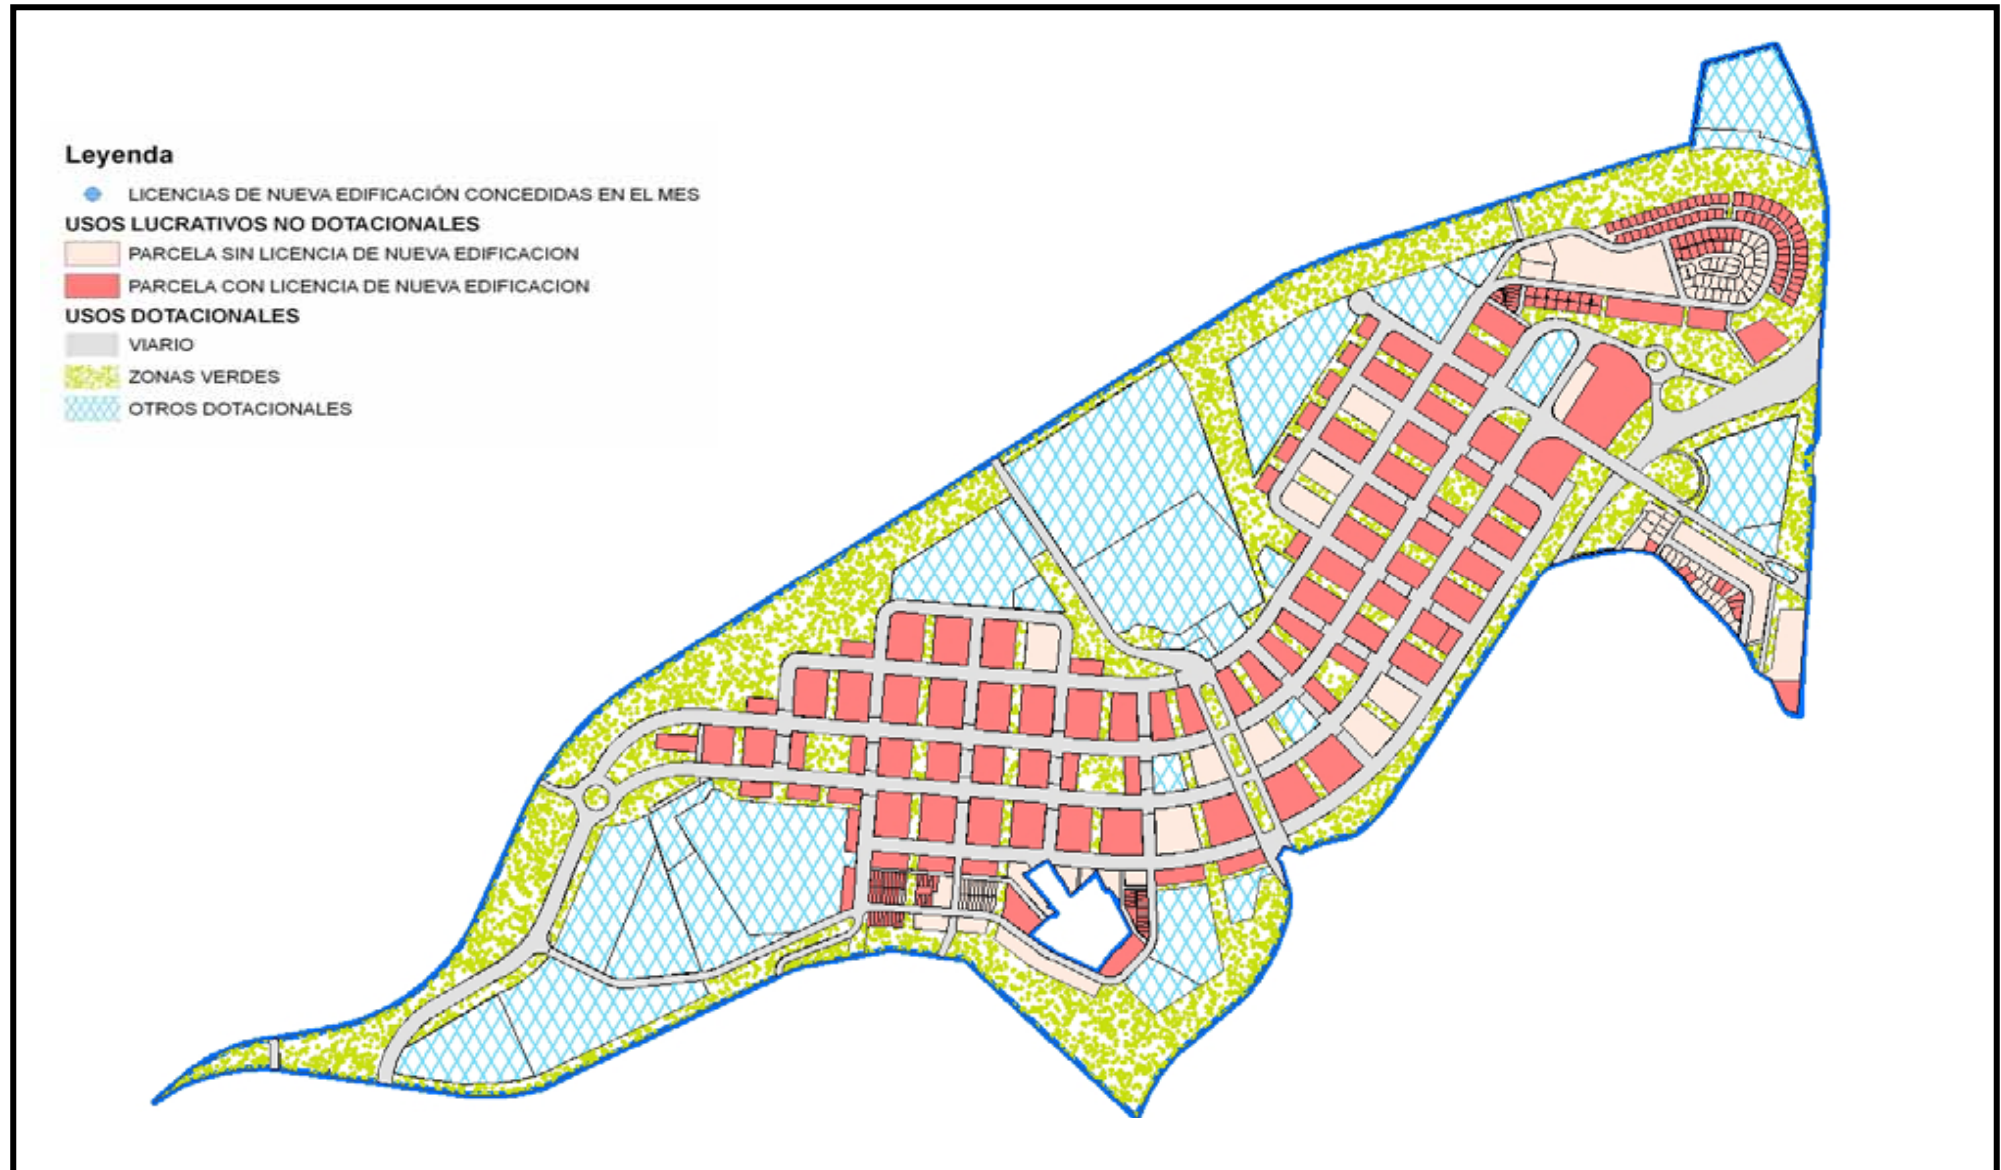 Leyenda
LICENCIAS DE NUEVA EDIFICACIÓN CONCEDIDAS EN EL MES
USOS LUCRATIVOS NO DOTACIONALES
PARCELA SIN LICENCIA DE NUEVA EDIFICACION
PARCELA CON LICENCIA DE NUEVA EDIFICACION
USOS DOTACIONALES
VIARIO
ZONAS VERDES
OTROS DOTACIONALES